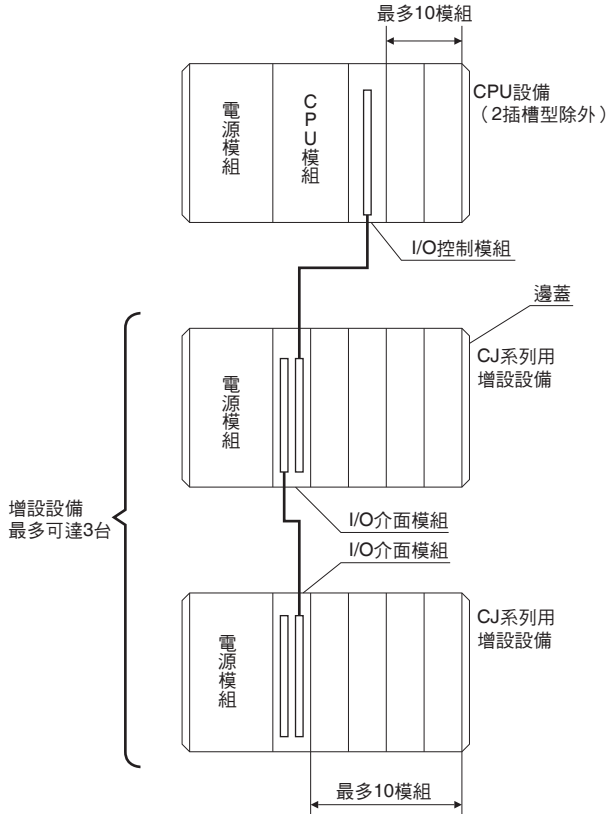 最多10模組
電源模組
CPU模組
CPU設備
（2插槽型除外）
I/O控制模組
邊蓋
電源模組
CJ系列用
增設設備
增設設備
最多可達3台
I/O介面模組
I/O介面模組
電源模組
CJ系列用
增設設備
最多10模組